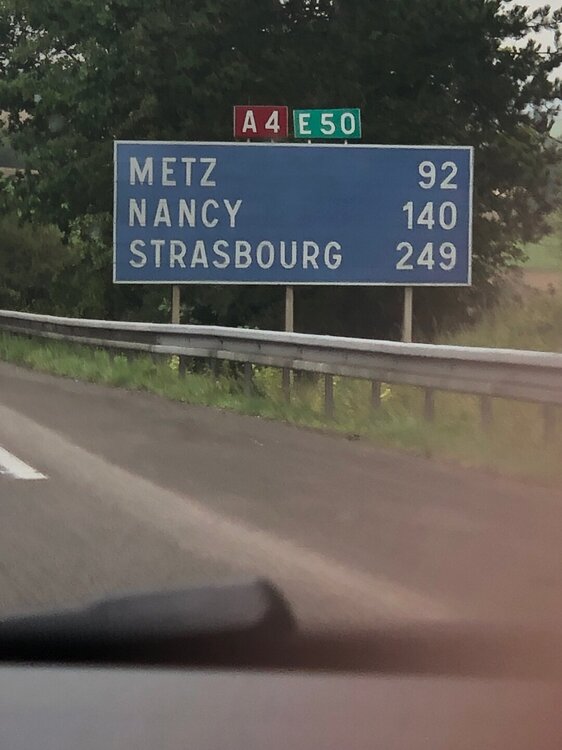 A4 E50
METZ 92
NANCY 140
STRASBOURG 249